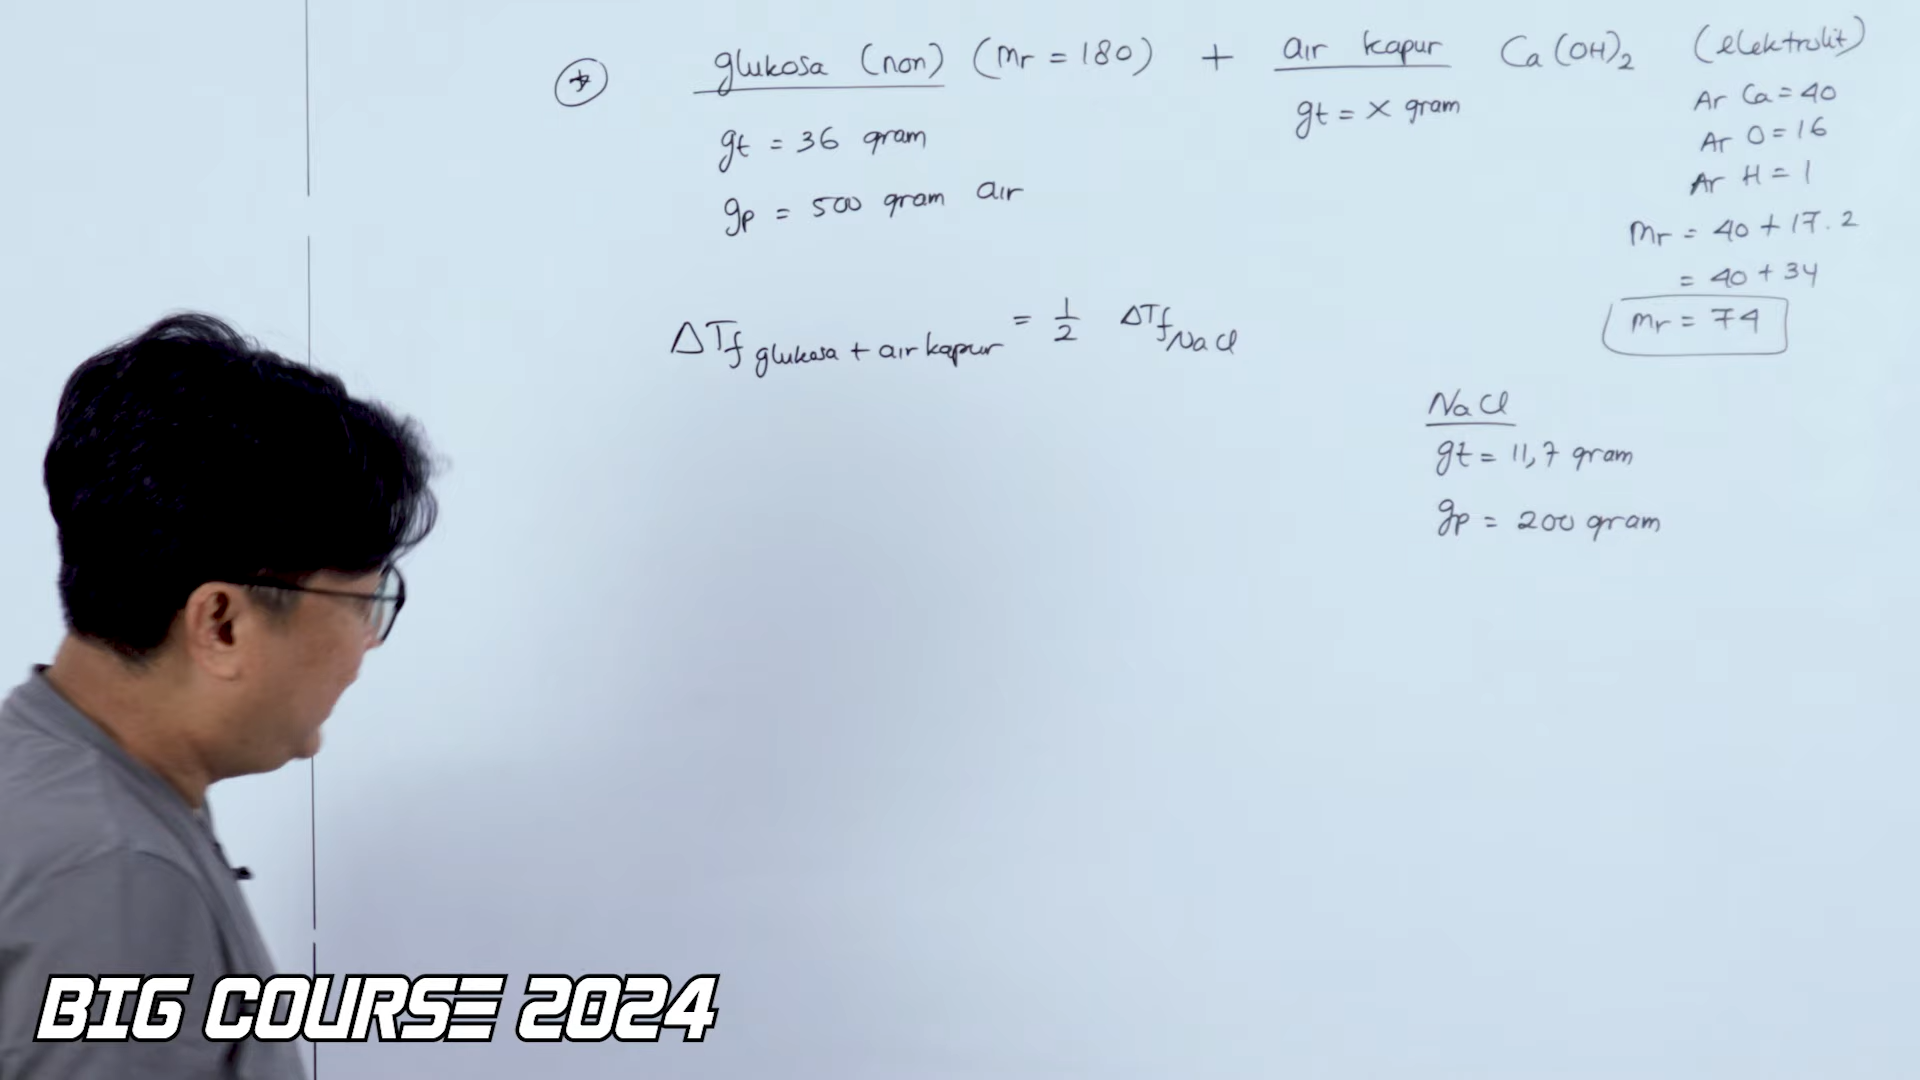 * glukosa (non) (Mr = 180) + air kapur Ca(OH)₂ (elektrolit)
gt = 36 gram
gp = 500 gram air
gt = x gram
Ar Ca = 40
Ar O = 16
Ar H = 1
Mr = 40 + 17.2
= 40 + 34
Mr = 74
ΔTf glukosa + air kapur = 1/2 ΔTf NaCl
NaCl
gt = 11,7 gram
gp = 200 gram
BIG COURSE 2024